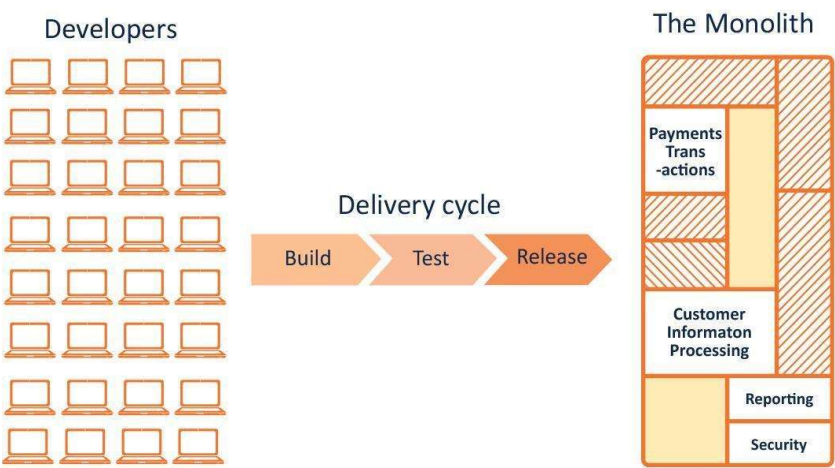 Developers
The Monolith
Payments
Trans
-actions
Delivery cycle
Build
Test
Release
Customer
Informaton
Processing
Reporting
Security